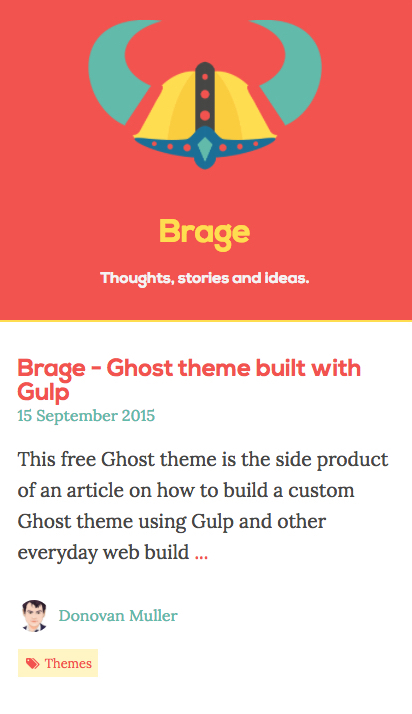 Brage
Thoughts, stories and ideas.
Brage - Ghost theme built with
Gulp
15 September 2015
This free Ghost theme is the side product
of an article on how to build a custom
Ghost theme using Gulp and other
everyday web build ...
Donovan Muller
Themes